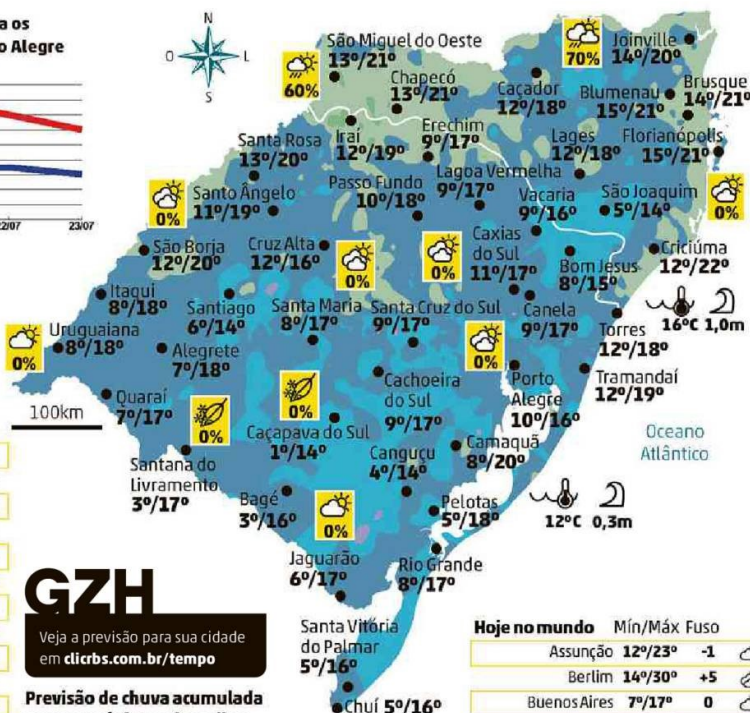 a os
o Alegre
22/07
23/07
N
O
L
S
60%
São Miguel do Oeste
13º/21º
Chapecó
13º/21º
70%
Joinville
14º/20º
Caçador
12º/18º
Blumenau
15º/21º
Brusque
14º/21º
Iraí
12º/19º
Erechim
9º/17º
Lages
12º/18º
Florianópolis
15º/21º
Santa Rosa
13º/20º
Lagoa Vermelha
9º/17º
Passo Fundo
10º/18º
Vacaria
9º/16º
São Joaquim
5º/14º
0%
0%
Santo Ângelo
11º/19º
São Borja
12º/20º
Cruz Alta
12º/16º
0%
0%
Caxias
do Sul
11º/17º
Bom Jesus
8º/15º
Criciúma
12º/22º
Itaqui
8º/18º
Santiago
6º/14º
Santa Maria
8º/17º
Santa Cruz do Sul
9º/17º
Canela
9º/17º
16ºC 1,0m
Torres
12º/18º
0%
Uruguaiana
8º/18º
Alegrete
7º/18º
0%
Cachoeira
do Sul
9º/17º
Porto
Alegre
10º/16º
Tramandaí
12º/19º
Quaraí
7º/17º
100km
0%
0%
Caçapava do Sul
1º/14º
Camaquã
8º/20º
Oceano
Atlântico
Santana do
Livramento
3º/17º
Canguçu
4º/14º
Bagé
3º/16º
0%
Pelotas
5º/18º
12ºC 0,3m
Jaguarão
6º/17º
Rio Grande
8º/17º
Santa Vitória
do Palmar
5º/16º
Chuí 5º/16º
GZH
Veja a previsão para sua cidade
em clicrbs.com.br/tempo
Previsão de chuva acumulada
Hoje no mundo Mín/Máx Fuso
Assunção 12º/23º -1
Berlim 14º/30º +5
Buenos Aires 7º/17º 0